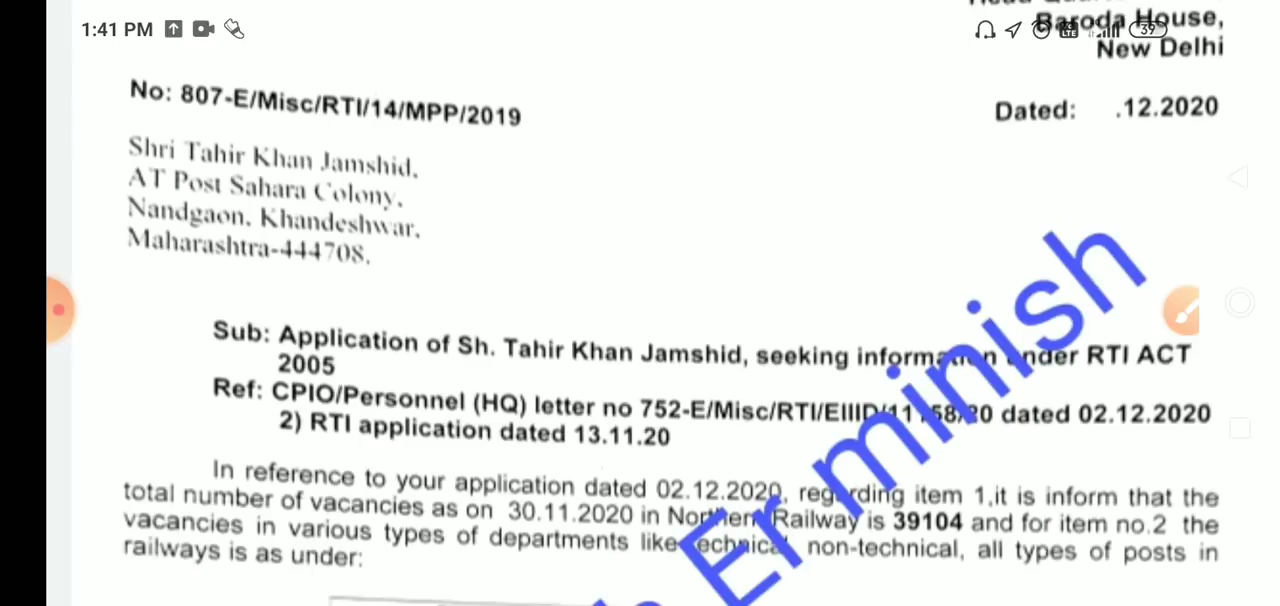 1:41 PM
39
Baroda House,
New Delhi
No: 807-E/Misc/RTI/14/MPP/2019
Dated: .12.2020
Shri Tahir Khan Jamshid,
AT Post Sahara Colony,
Nandgaon, Khandeshwar,
Maharashtra-444708.
Sub: Application of Sh. Tahir Khan Jamshid, seeking information under RTI ACT
2005
Ref: CPIO/Personnel (HQ) letter no dated 02.12.2020
2) RTI application dated 13.11.20
In reference to your application dated 02.12.2020, regarding item 1,it is inform that the
total number of vacancies as on 30.11.2020 in Northern Railway is 39104 and for item no.2 the
vacancies in various types of departments like technical, non-technical, all types of posts in
railways is as under:
Er minish